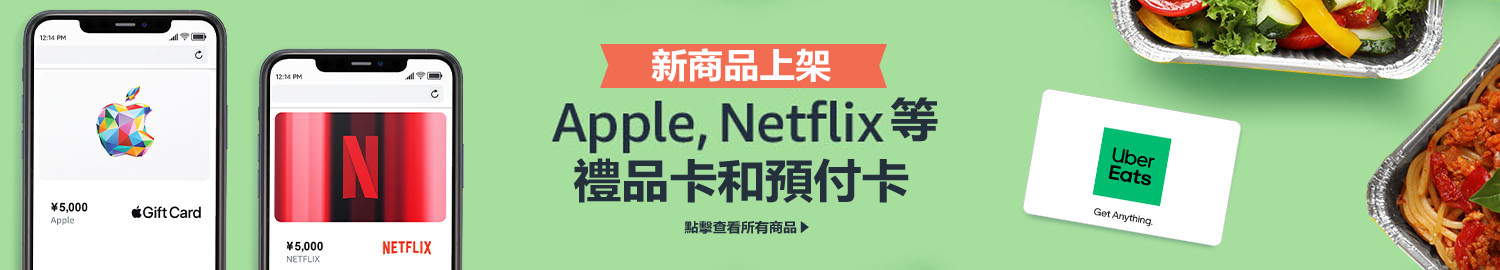 12:14 PM
¥5,000
Apple
Gift Card
12:14 PM
N
¥5,000
NETFLIX
NETFLIX
新商品上架
Apple, Netflix 等
禮品卡和預付卡
點擊查看所有商品
Uber
Eats
Get Anything.